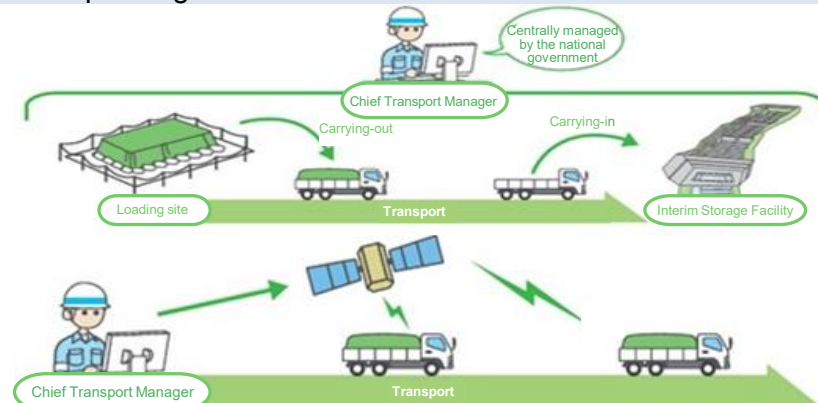 Centrally managed
by the national
government
Chief Transport Manager
Carrying-out
Carrying-in
Loading site
Transport
Interim Storage Facility
Chief Transport Manager
Transport